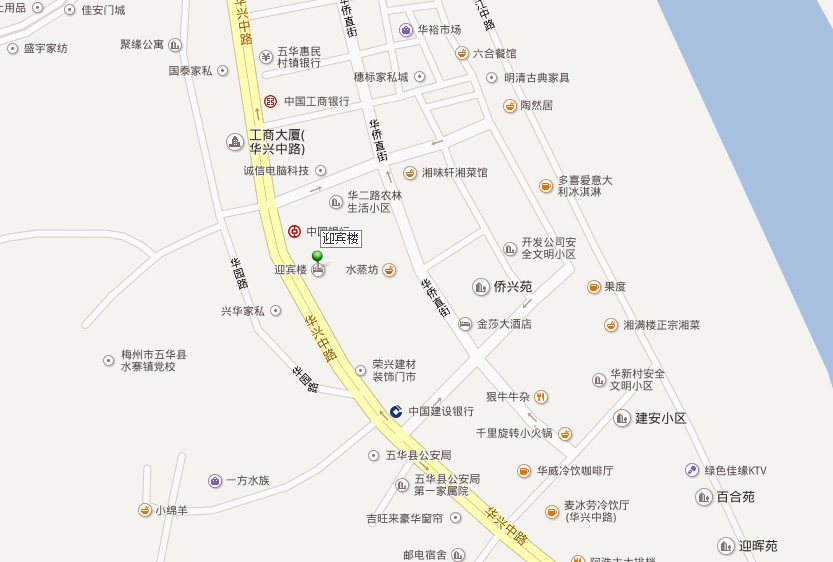 土用品
佳安门城
华兴中路
华侨直街
江中路
盛宇家纺
聚缘公寓
华裕市场
五华惠民
村镇银行
六合餐馆
国泰家私
穗标家私城
明清古典家具
中国工商银行
陶然居
工商大厦(
华兴中路)
华侨直街
诚信电脑科技
湘味轩湘菜馆
多喜爱意大
利冰淇淋
华二路农林
生活小区
中国银行
迎宾楼
开发公司安
全文明小区
迎宾楼
水蒸坊
华园路
侨兴苑
果度
华侨直街
兴华家私
金莎大酒店
湘满楼正宗湘菜
华兴中路
梅州市五华县
水寨镇党校
荣兴建材
装饰门市
华园路
华新村安全
文明小区
狠牛牛杂
中国建设银行
建安小区
千里旋转小火锅
五华县公安局
华威冷饮咖啡厅
绿色佳缘KTV
一方水族
五华县公安局
第一家属院
百合苑
小绵羊
吉旺来豪华窗帘
华兴中路
麦冰劳冷饮厅
(华兴中路)
迎晖苑
邮电宿舍